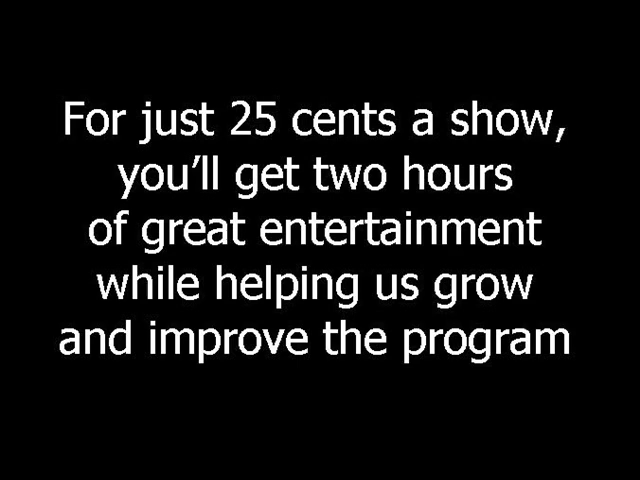 For just 25 cents a show,
you’ll get two hours
of great entertainment
while helping us grow
and improve the program